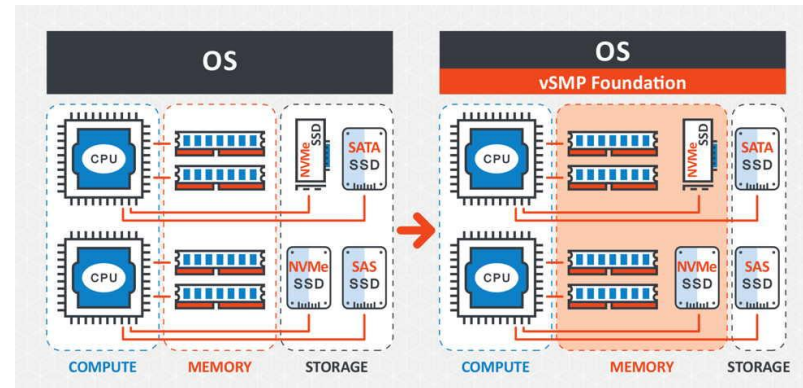 OS
CPU
NVMe
SSD
SATA
SSD
CPU
NVMe
SSD
SAS
SSD
COMPUTE
MEMORY
STORAGE
OS
vSMP Foundation
CPU
NVMe
SSD
SATA
SSD
CPU
NVMe
SSD
SAS
SSD
COMPUTE
MEMORY
STORAGE